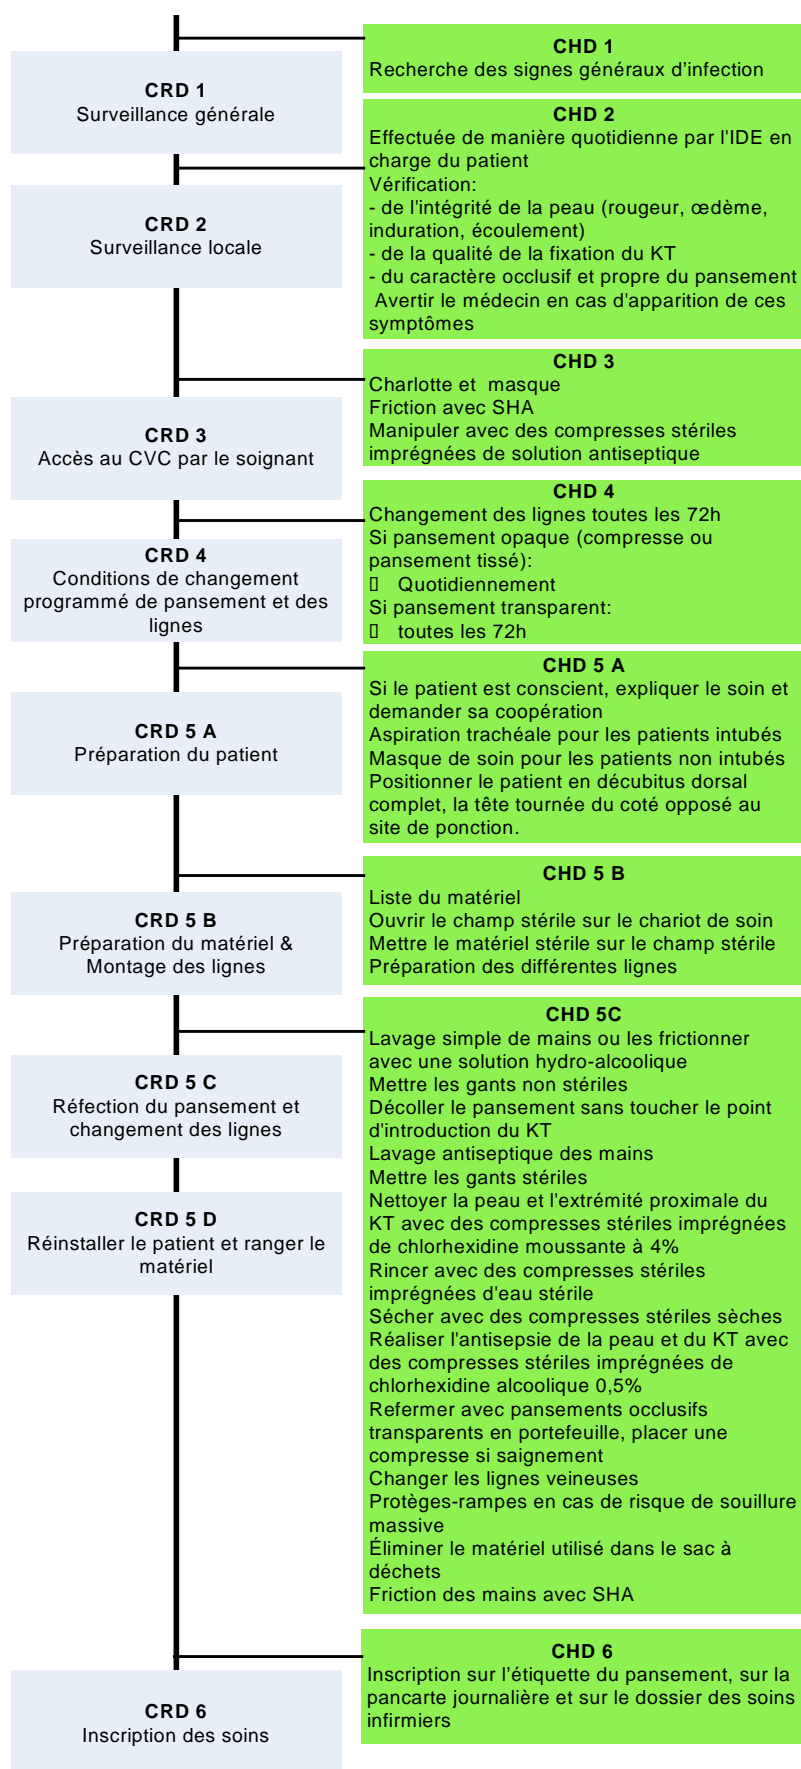 CHD 1
Recherche des signes généraux d'infection
CRD 1
Surveillance générale
CHD 2
Effectuée de manière quotidienne par l'IDE en
charge du patient
Vérification:
- de l'intégrité de la peau (rougeur, œdème,
induration, écoulement)
- de la qualité de la fixation du KT
- du caractère occlusif et propre du pansement
Avertir le médecin en cas d'apparition de ces
symptômes
CRD 2
Surveillance locale
CHD 3
Charlotte et masque
Friction avec SHA
Manipuler avec des compresses stériles
imprégnées de solution antiseptique
CRD 3
Accès au CVC par le soignant
CHD 4
Changement des lignes toutes les 72h
Si pansement opaque (compresse ou
pansement tissé):
▯ Quotidiennement
Si pansement transparent:
▯ toutes les 72h
CRD 4
Conditions de changement
programmé de pansement et des
lignes
CHD 5 A
Si le patient est conscient, expliquer le soin et
demander sa coopération
Aspiration trachéale pour les patients intubés
Masque de soin pour les patients non intubés
Positionner le patient en décubitus dorsal
complet, la tête tournée du coté opposé au
site de ponction.
CRD 5 A
Préparation du patient
CHD 5 B
Liste du matériel
Ouvrir le champ stérile sur le chariot de soin
Mettre le matériel stérile sur le champ stérile
Préparation des différentes lignes
CRD 5 B
Préparation du matériel &
Montage des lignes
CHD 5C
Lavage simple de mains ou les frictionner
avec une solution hydro-alcoolique
Mettre les gants non stériles
Décoller le pansement sans toucher le point
d'introduction du KT
Lavage antiseptique des mains
Mettre les gants stériles
Nettoyer la peau et l'extrémité proximale du
KT avec des compresses stériles imprégnées
de chlorhexidine moussante à 4%
Rincer avec des compresses stériles
imprégnées d'eau stérile
Sécher avec des compresses stériles sèches
Réaliser l'antisepsie de la peau et du KT avec
des compresses stériles imprégnées de
chlorhexidine alcoolique 0,5%
Refermer avec pansements occlusifs
transparents en portefeuille, placer une
compresse si saignement
Changer les lignes veineuses
Protèges-rampes en cas de risque de souillure
massive
Éliminer le matériel utilisé dans le sac à
déchets
Friction des mains avec SHA
CRD 5 C
Réfection du pansement et
changement des lignes
CRD 5 D
Réinstaller le patient et ranger le
matériel
CHD 6
Inscription sur l'étiquette du pansement, sur la
pancarte journalière et sur le dossier des soins
infirmiers
CRD 6
Inscription des soins